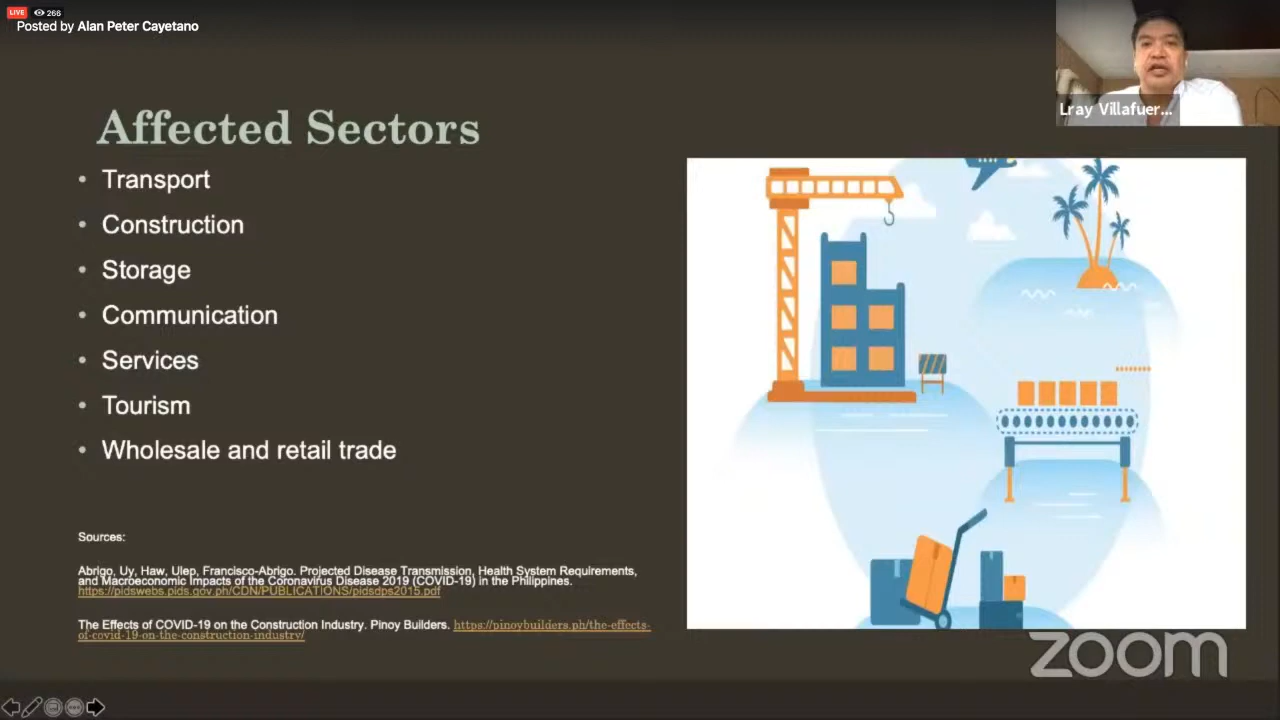 LIVE 266
Posted by Alan Peter Cayetano
Lray Villafuer...
Affected Sectors
• Transport
• Construction
• Storage
• Communication
• Services
• Tourism
• Wholesale and retail trade
Sources:
Abrigo, Uy, Haw, Ulep, Francisco-Abrigo. Projected Disease Transmission, Health System Requirements,
and Macroeconomic Impacts of the Coronavirus Disease 2019 (COVID-19) in the Philippines.
https://pidswebs.pids.gov.ph/CDN/PUBLICATIONS/pidsdps2015.pdf
The Effects of COVID-19 on the Construction Industry. Pinoy Builders. https://pinoybuilders.ph/the-effects-
of-covid-19-on-the-construction-industry/
zoom